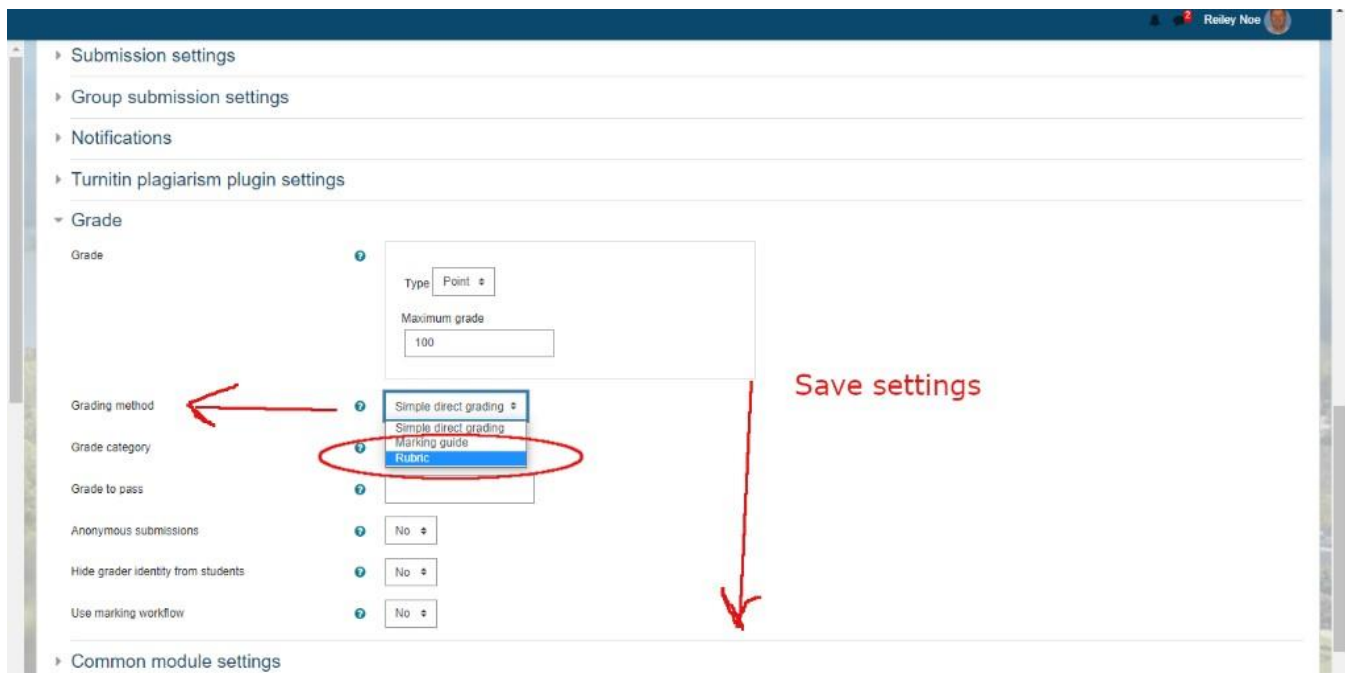 2 Reiley Noe
Submission settings
Group submission settings
Notifications
Turnitin plagiarism plugin settings
Grade
Grade
Type Point
Maximum grade
100
Save settings
Grading method Simple direct grading
Simple direct grading
Marking guide
Grade category
Rubric
Grade to pass
Anonymous submissions No
Hide grader identity from students No
Use marking workflow No
Common module settings